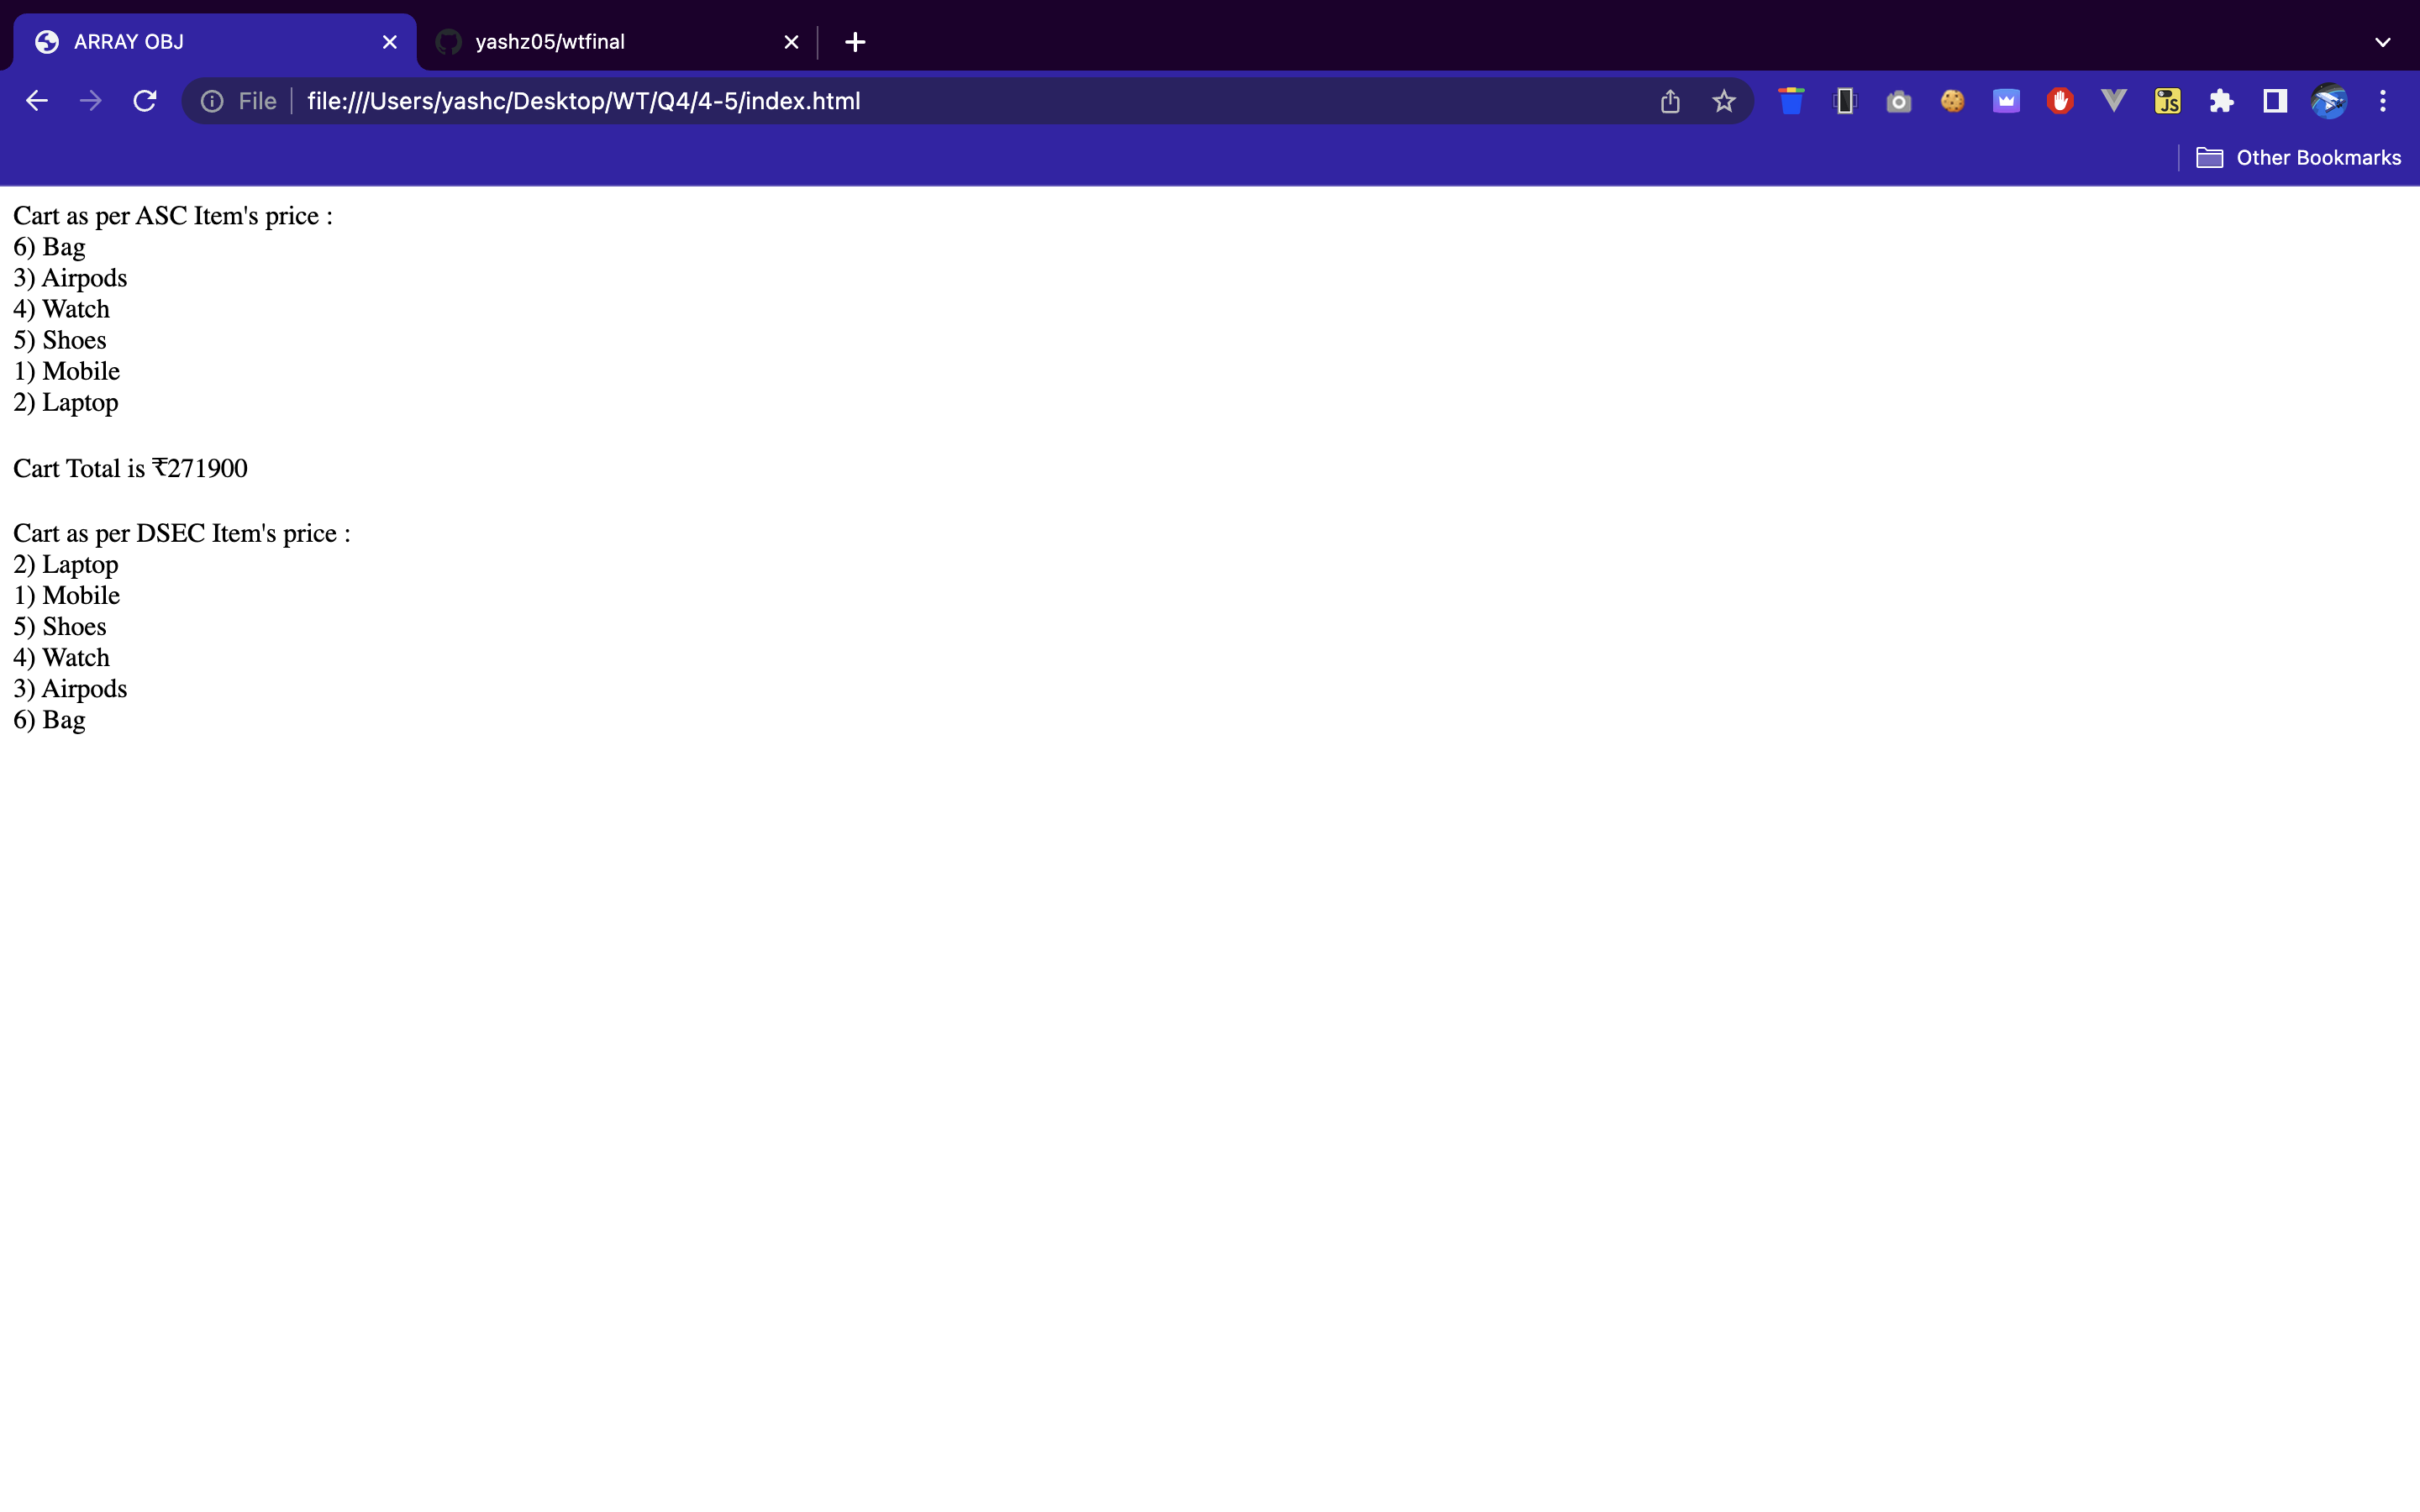 ARRAY OBJ
yashz05/wtfinal
File
file:///Users/yashc/Desktop/WT/Q4/4-5/index.html
JS
Other Bookmarks
Cart as per ASC Item's price :
6) Bag
3) Airpods
4) Watch
5) Shoes
1) Mobile
2) Laptop
Cart Total is ₹271900
Cart as per DSEC Item's price :
2) Laptop
1) Mobile
5) Shoes
4) Watch
3) Airpods
6) Bag